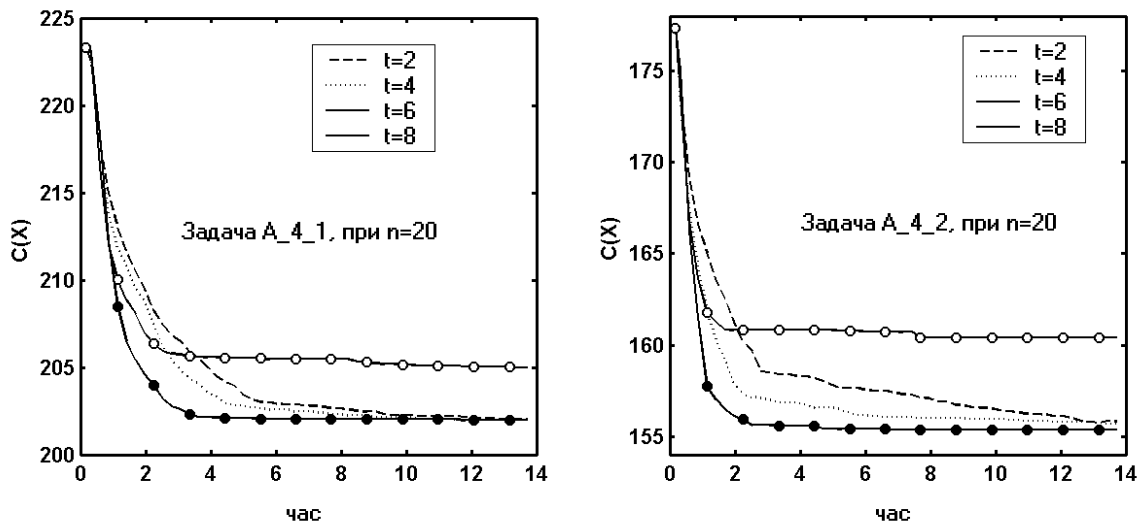 225
220
215
210
205
200
C(X)
t=2
t=4
t=6
t=8
Задача A_4_1, при n=20
0 2 4 6 8 10 12 14
час
175
170
165
160
155
C(X)
t=2
t=4
t=6
t=8
Задача A_4_2, при n=20
0 2 4 6 8 10 12 14
час